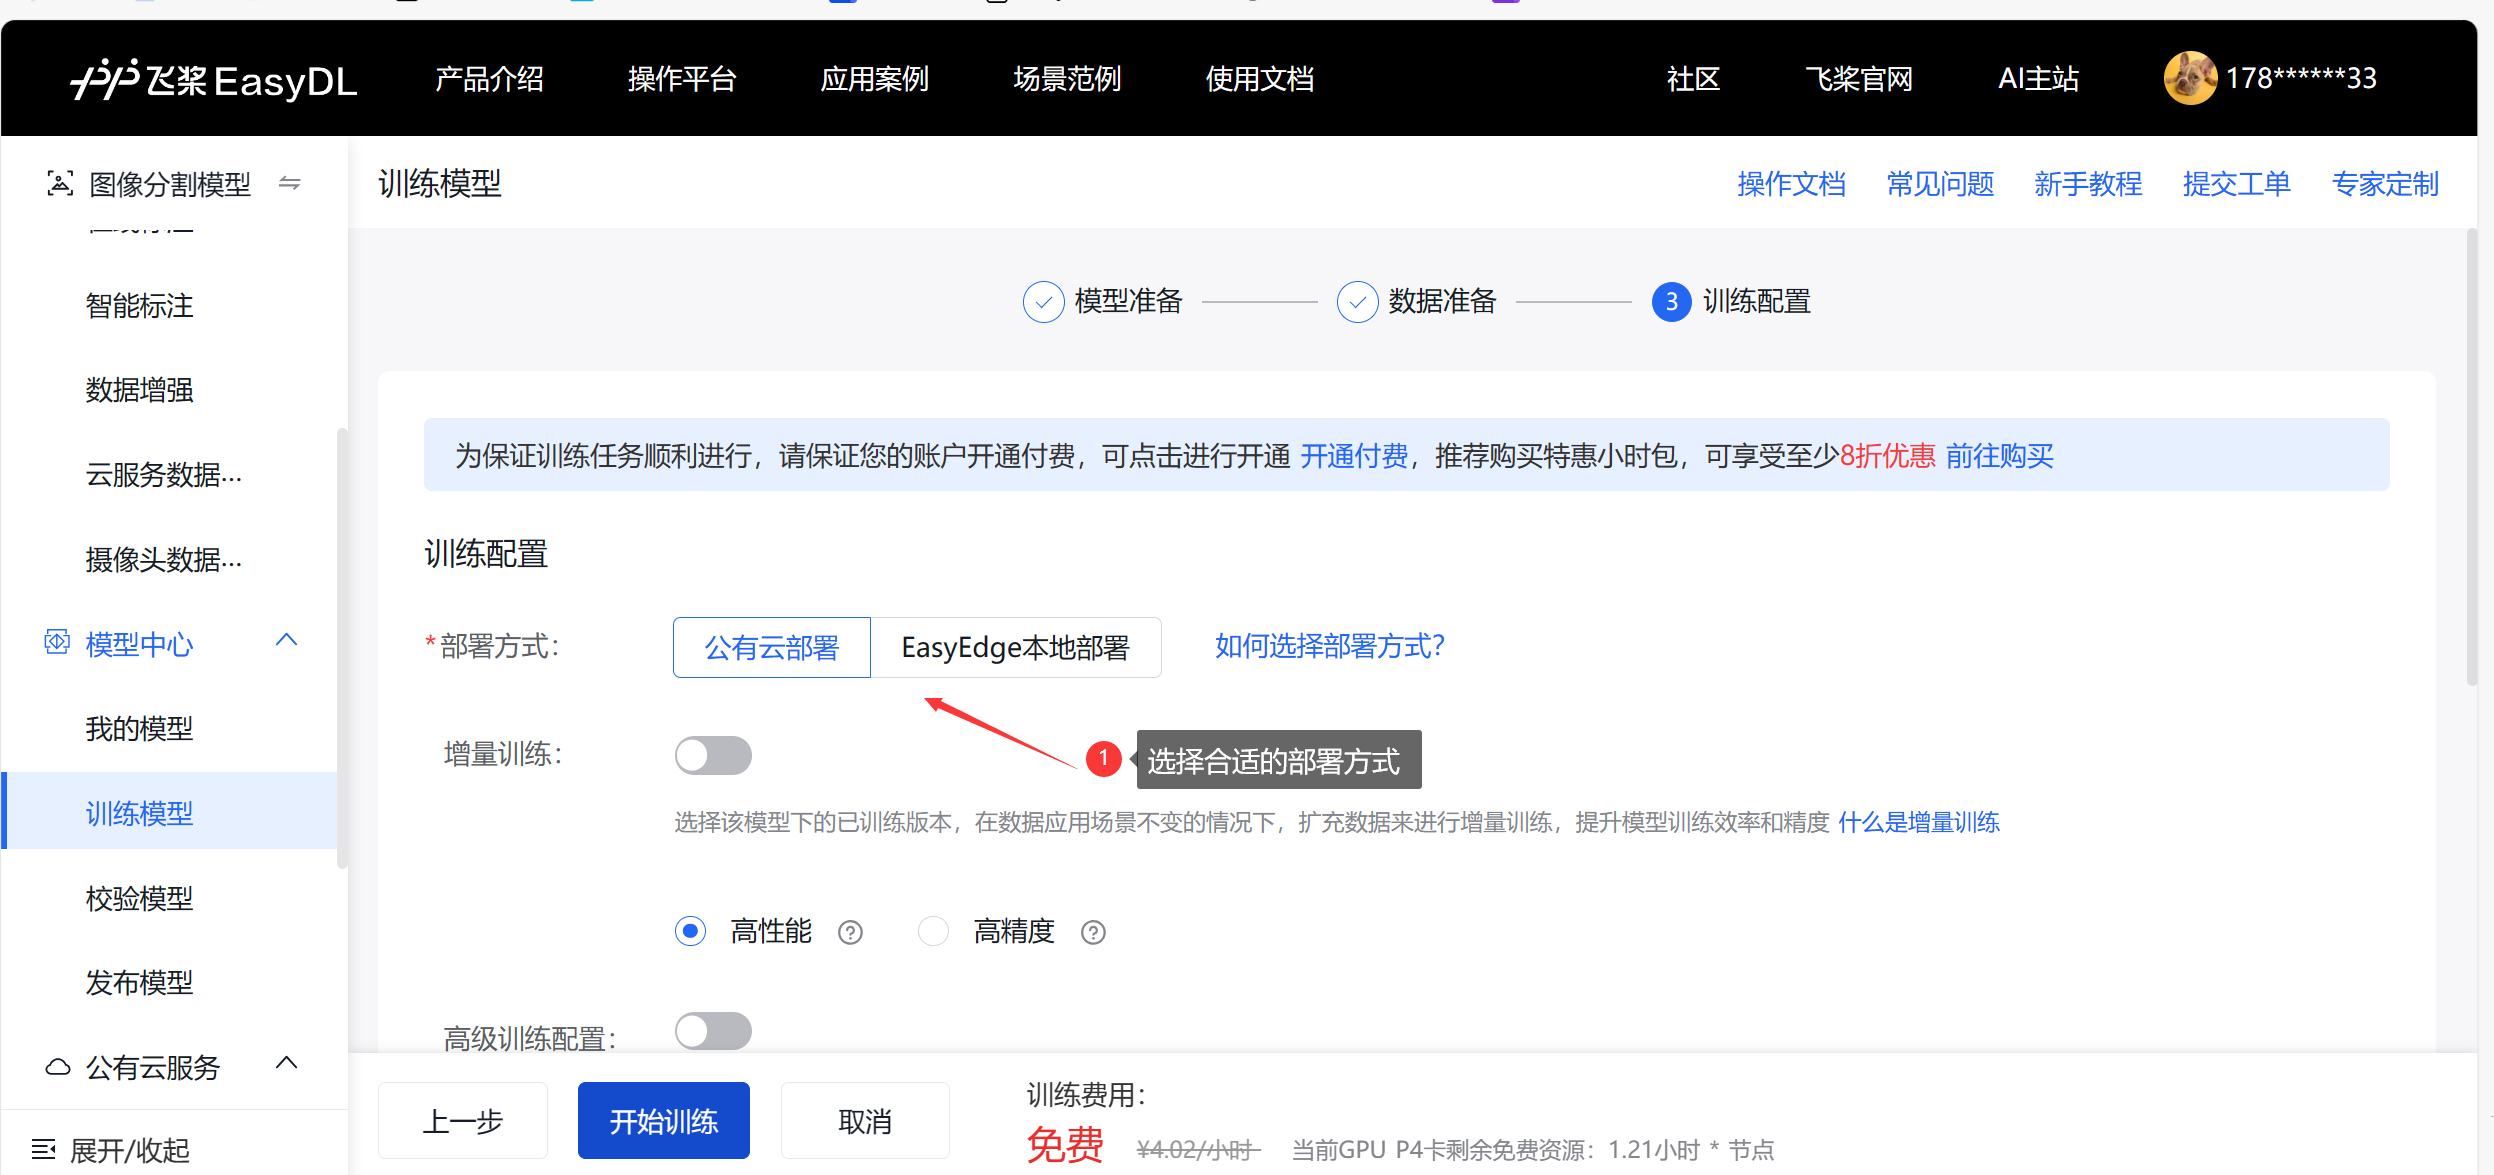 飞桨EasyDL 产品介绍 操作平台 应用案例 场景范例 使用文档 社区 飞桨官网 AI主站 178******33
图像分割模型
训练模型 操作文档 常见问题 新手教程 提交工单 专家定制
智能标注
数据增强
云服务数据...
摄像头数据...
模型中心
我的模型
训练模型
校验模型
发布模型
公有云服务
展开/收起
模型准备 数据准备 3 训练配置
为保证训练任务顺利进行，请保证您的账户开通付费，可点击进行开通 开通付费，推荐购买特惠小时包，可享受至少8折优惠 前往购买
训练配置
*部署方式： 公有云部署 EasyEdge本地部署 如何选择部署方式？
增量训练：
1 选择合适的部署方式
选择该模型下的已训练版本，在数据应用场景不变的情况下，扩充数据来进行增量训练，提升模型训练效率和精度 什么是增量训练
高性能 ? 高精度 ?
高级训练配置：
上一步 开始训练 取消
训练费用：
免费 ¥4.02/小时 当前GPU P4卡剩余免费资源：1.21小时 * 节点